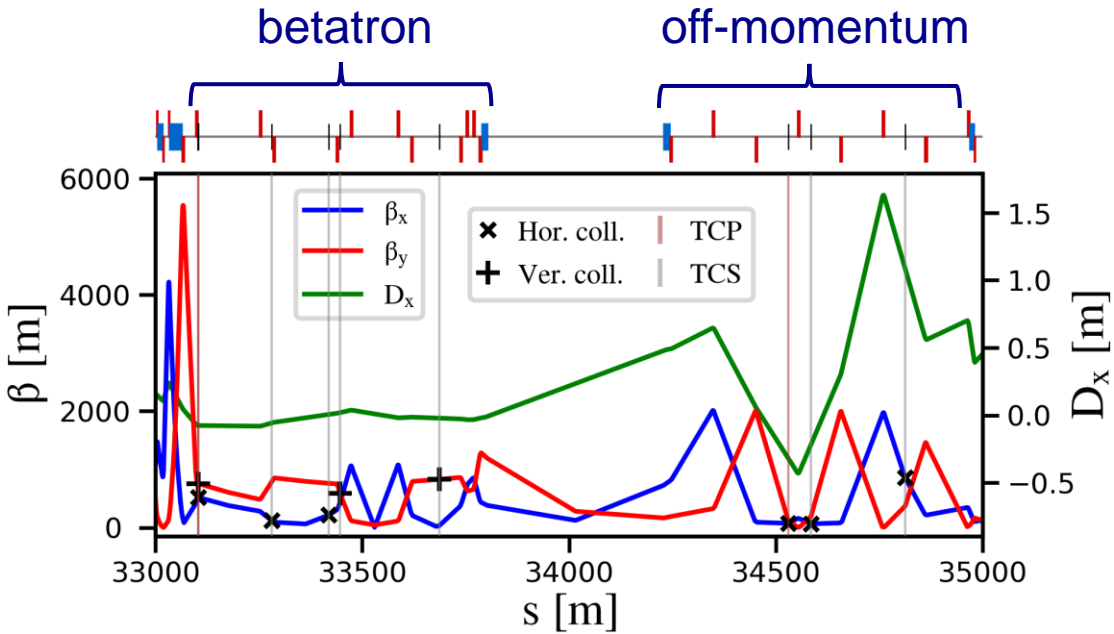 betatron off-momentum
6000
4000
2000
0
β [m]
βx
βy
Dx
Hor. coll. TCP
Ver. coll. TCS
1.5
1.0
0.5
0.0
−0.5
Dx [m]
33000 33500 34000 34500 35000
s [m]